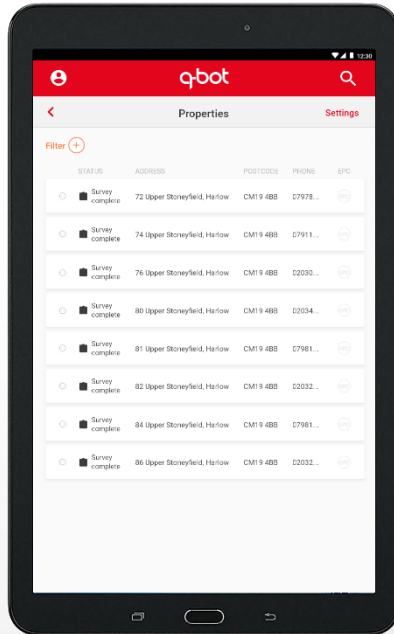 12:30
q-bot
Properties
Settings
Filter
STATUS ADDRESS POSTCODE PHONE EPC
Survey complete 72 Upper Stoneyfield, Harlow CM19 4BB 07978...
Survey complete 74 Upper Stoneyfield, Harlow CM19 4BB 07911...
Survey complete 76 Upper Stoneyfield, Harlow CM19 4BB 02030...
Survey complete 80 Upper Stoneyfield, Harlow CM19 4BB 02034...
Survey complete 81 Upper Stoneyfield, Harlow CM19 4BB 07981...
Survey complete 82 Upper Stoneyfield, Harlow CM19 4BB 02032...
Survey complete 84 Upper Stoneyfield, Harlow CM19 4BB 07981...
Survey complete 86 Upper Stoneyfield, Harlow CM19 4BB 02032...